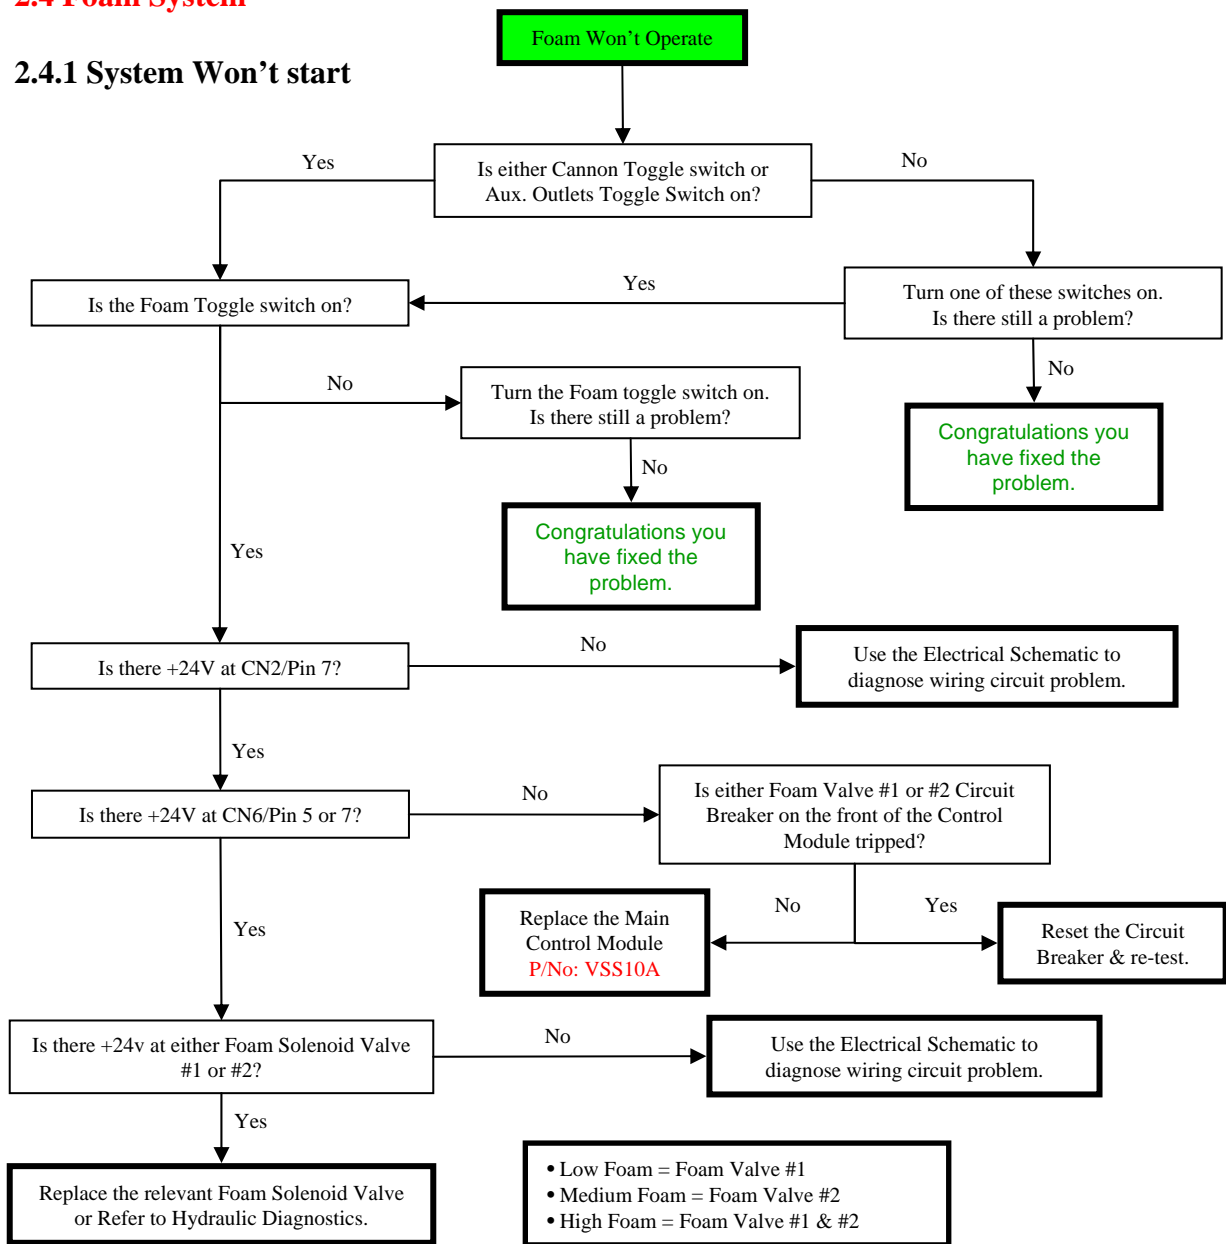 2.4 Foam System
Foam Won't Operate
2.4.1 System Won't start
Yes
Is either Cannon Toggle switch or
Aux. Outlets Toggle Switch on?
No
Is the Foam Toggle switch on?
Yes
Turn one of these switches on.
Is there still a problem?
No
No
Turn the Foam toggle switch on.
Is there still a problem?
Congratulations you
have fixed the
problem.
No
Congratulations you
have fixed the
problem.
Yes
Is there +24V at CN2/Pin 7?
No
Use the Electrical Schematic to
diagnose wiring circuit problem.
Yes
Is there +24V at CN6/Pin 5 or 7?
No
Is either Foam Valve #1 or #2 Circuit
Breaker on the front of the Control
Module tripped?
Yes
Replace the Main
Control Module
P/No: VSS10A
No
Yes
Reset the Circuit
Breaker & re-test.
Is there +24v at either Foam Solenoid Valve
#1 or #2?
No
Use the Electrical Schematic to
diagnose wiring circuit problem.
Yes
Replace the relevant Foam Solenoid Valve
or Refer to Hydraulic Diagnostics.
• Low Foam = Foam Valve #1
• Medium Foam = Foam Valve #2
• High Foam = Foam Valve #1 & #2